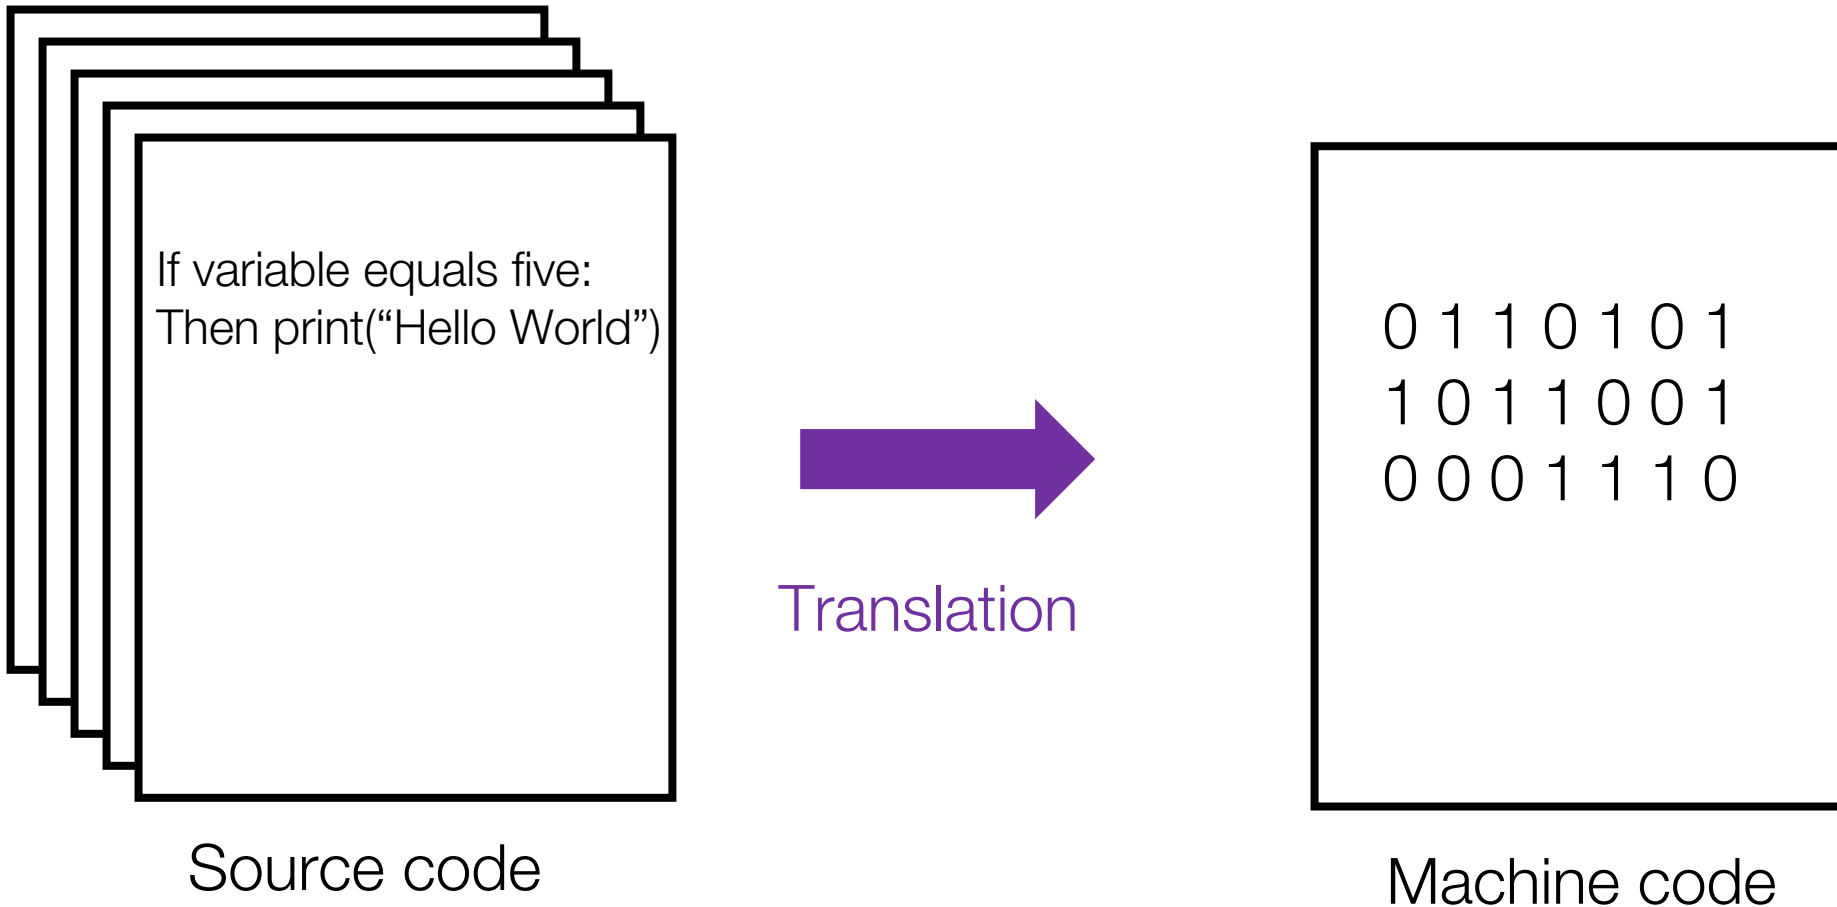 If variable equals five:
Then print(“Hello World”)
Source code
Translation
0 1 1 0 1 0 1
1 0 1 1 0 0 1
0 0 0 1 1 1 0
Machine code